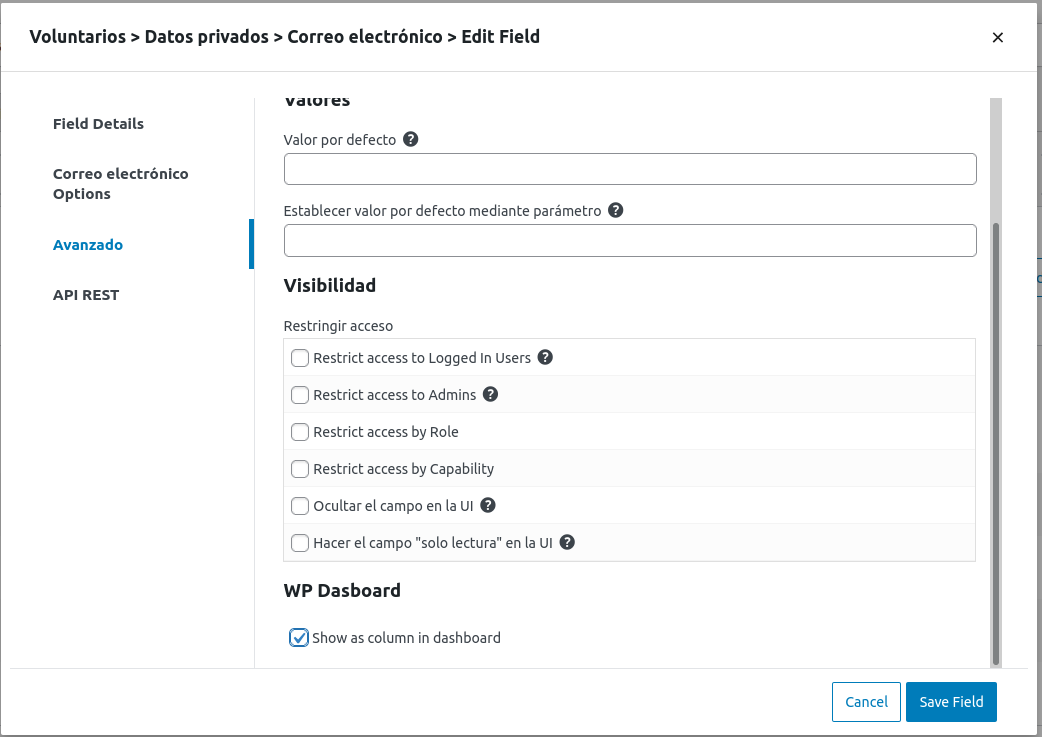 Voluntarios > Datos privados > Correo electrónico > Edit Field
Field Details
Correo electrónico
Options
Avanzado
API REST
Valores
Valor por defecto
Establecer valor por defecto mediante parámetro
Visibilidad
Restringir acceso
Restrict access to Logged In Users
Restrict access to Admins
Restrict access by Role
Restrict access by Capability
Ocultar el campo en la UI
Hacer el campo "solo lectura" en la UI
WP Dasboard
Show as column in dashboard
Cancel
Save Field